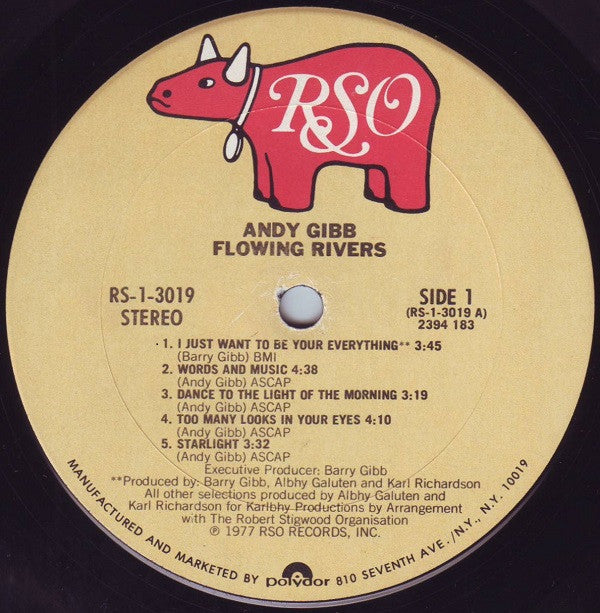 RSO
ANDY GIBB
FLOWING RIVERS
RS-1-3019
STEREO
SIDE 1
(RS-1-3019 A)
2394 183
1. I JUST WANT TO BE YOUR EVERYTHING** 3:45
(Barry Gibb) BMI
2. WORDS AND MUSIC 4:38
(Andy Gibb) ASCAP
3. DANCE TO THE LIGHT OF THE MORNING 3:19
(Andy Gibb) ASCAP
4. TOO MANY LOOKS IN YOUR EYES 4:10
(Andy Gibb) ASCAP
5. STARLIGHT 3:32
(Andy Gibb) ASCAP
Executive Producer: Barry Gibb
**Produced by: Barry Gibb, Albhy Galuten and Karl Richardson
All other selections produced by Albhy Galuten and
Karl Richardson for Karlbhy Productions by Arrangement
with The Robert Stigwood Organisation
℗ 1977 RSO RECORDS, INC.
MANUFACTURED AND MARKETED BY polydor 810 SEVENTH AVE./N.Y., N.Y. 10019